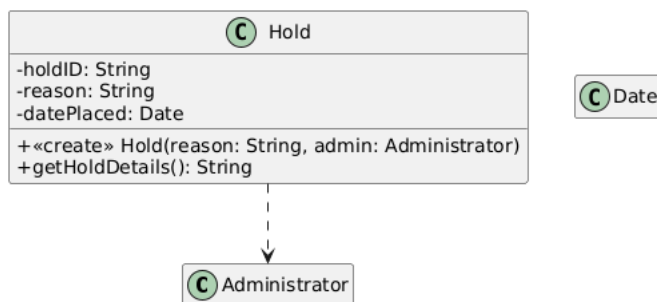 C Hold
-holdID: String
-reason: String
-datePlaced: Date
+«create» Hold(reason: String, admin: Administrator)
+getHoldDetails(): String
C Date
C Administrator